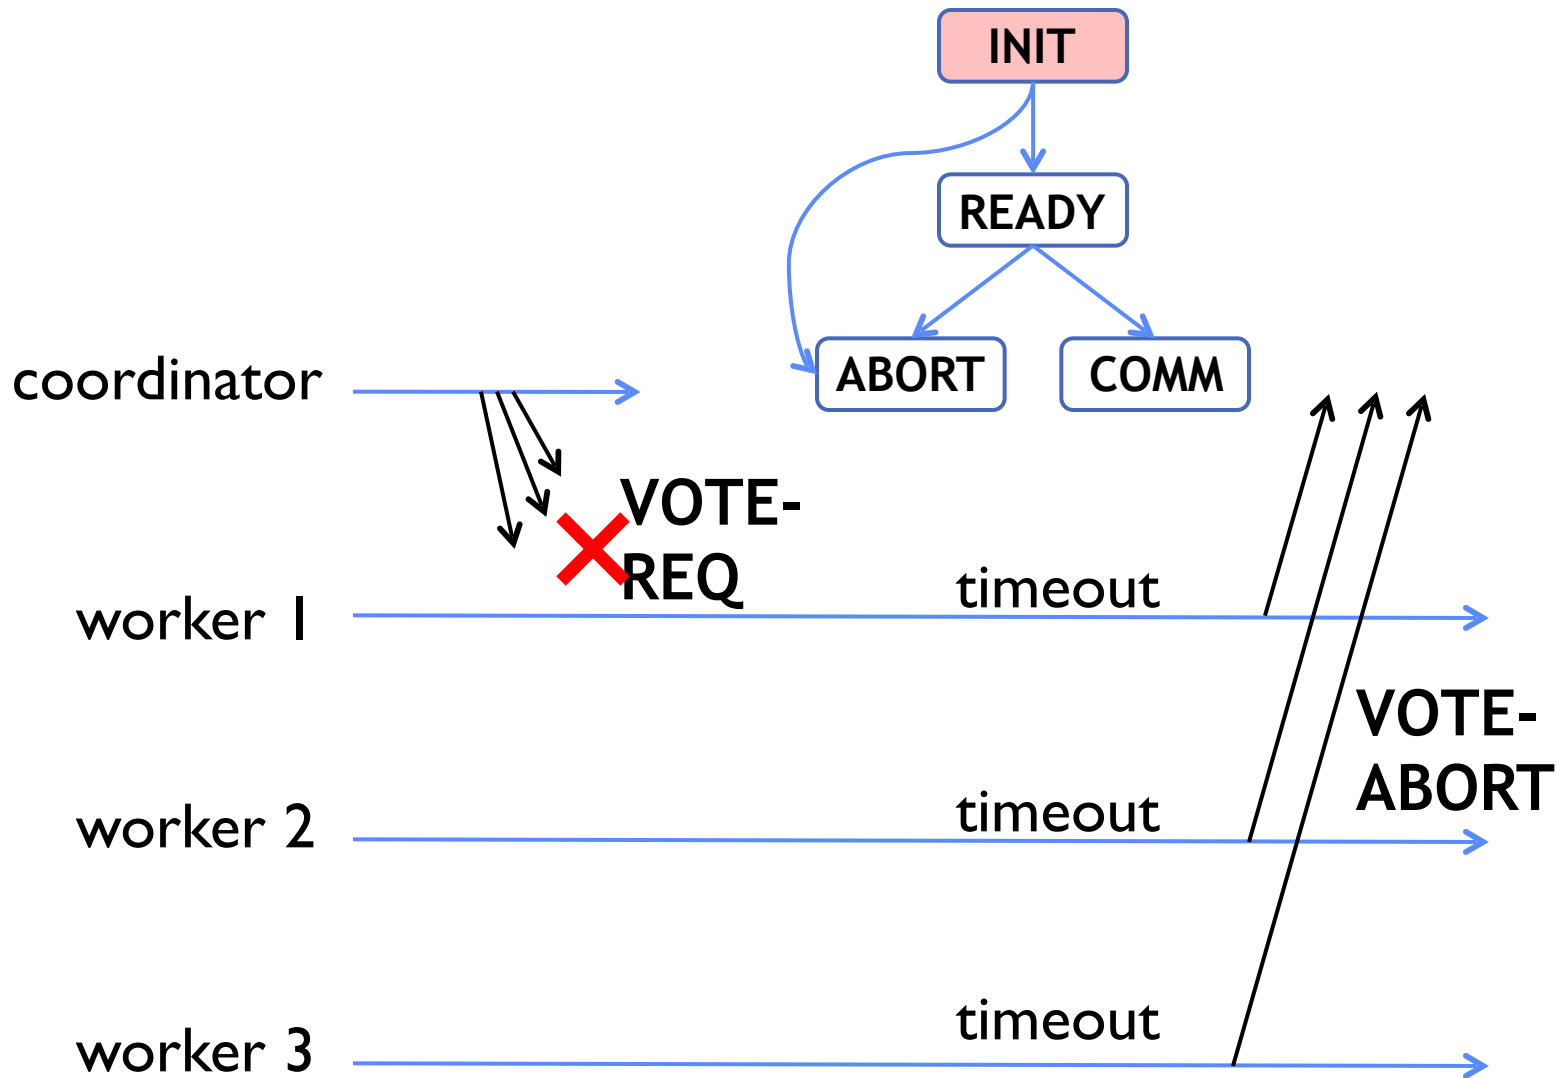 INIT
READY
ABORT
COMM
coordinator
VOTE-
REQ
timeout
worker 1
VOTE-
ABORT
timeout
worker 2
timeout
worker 3